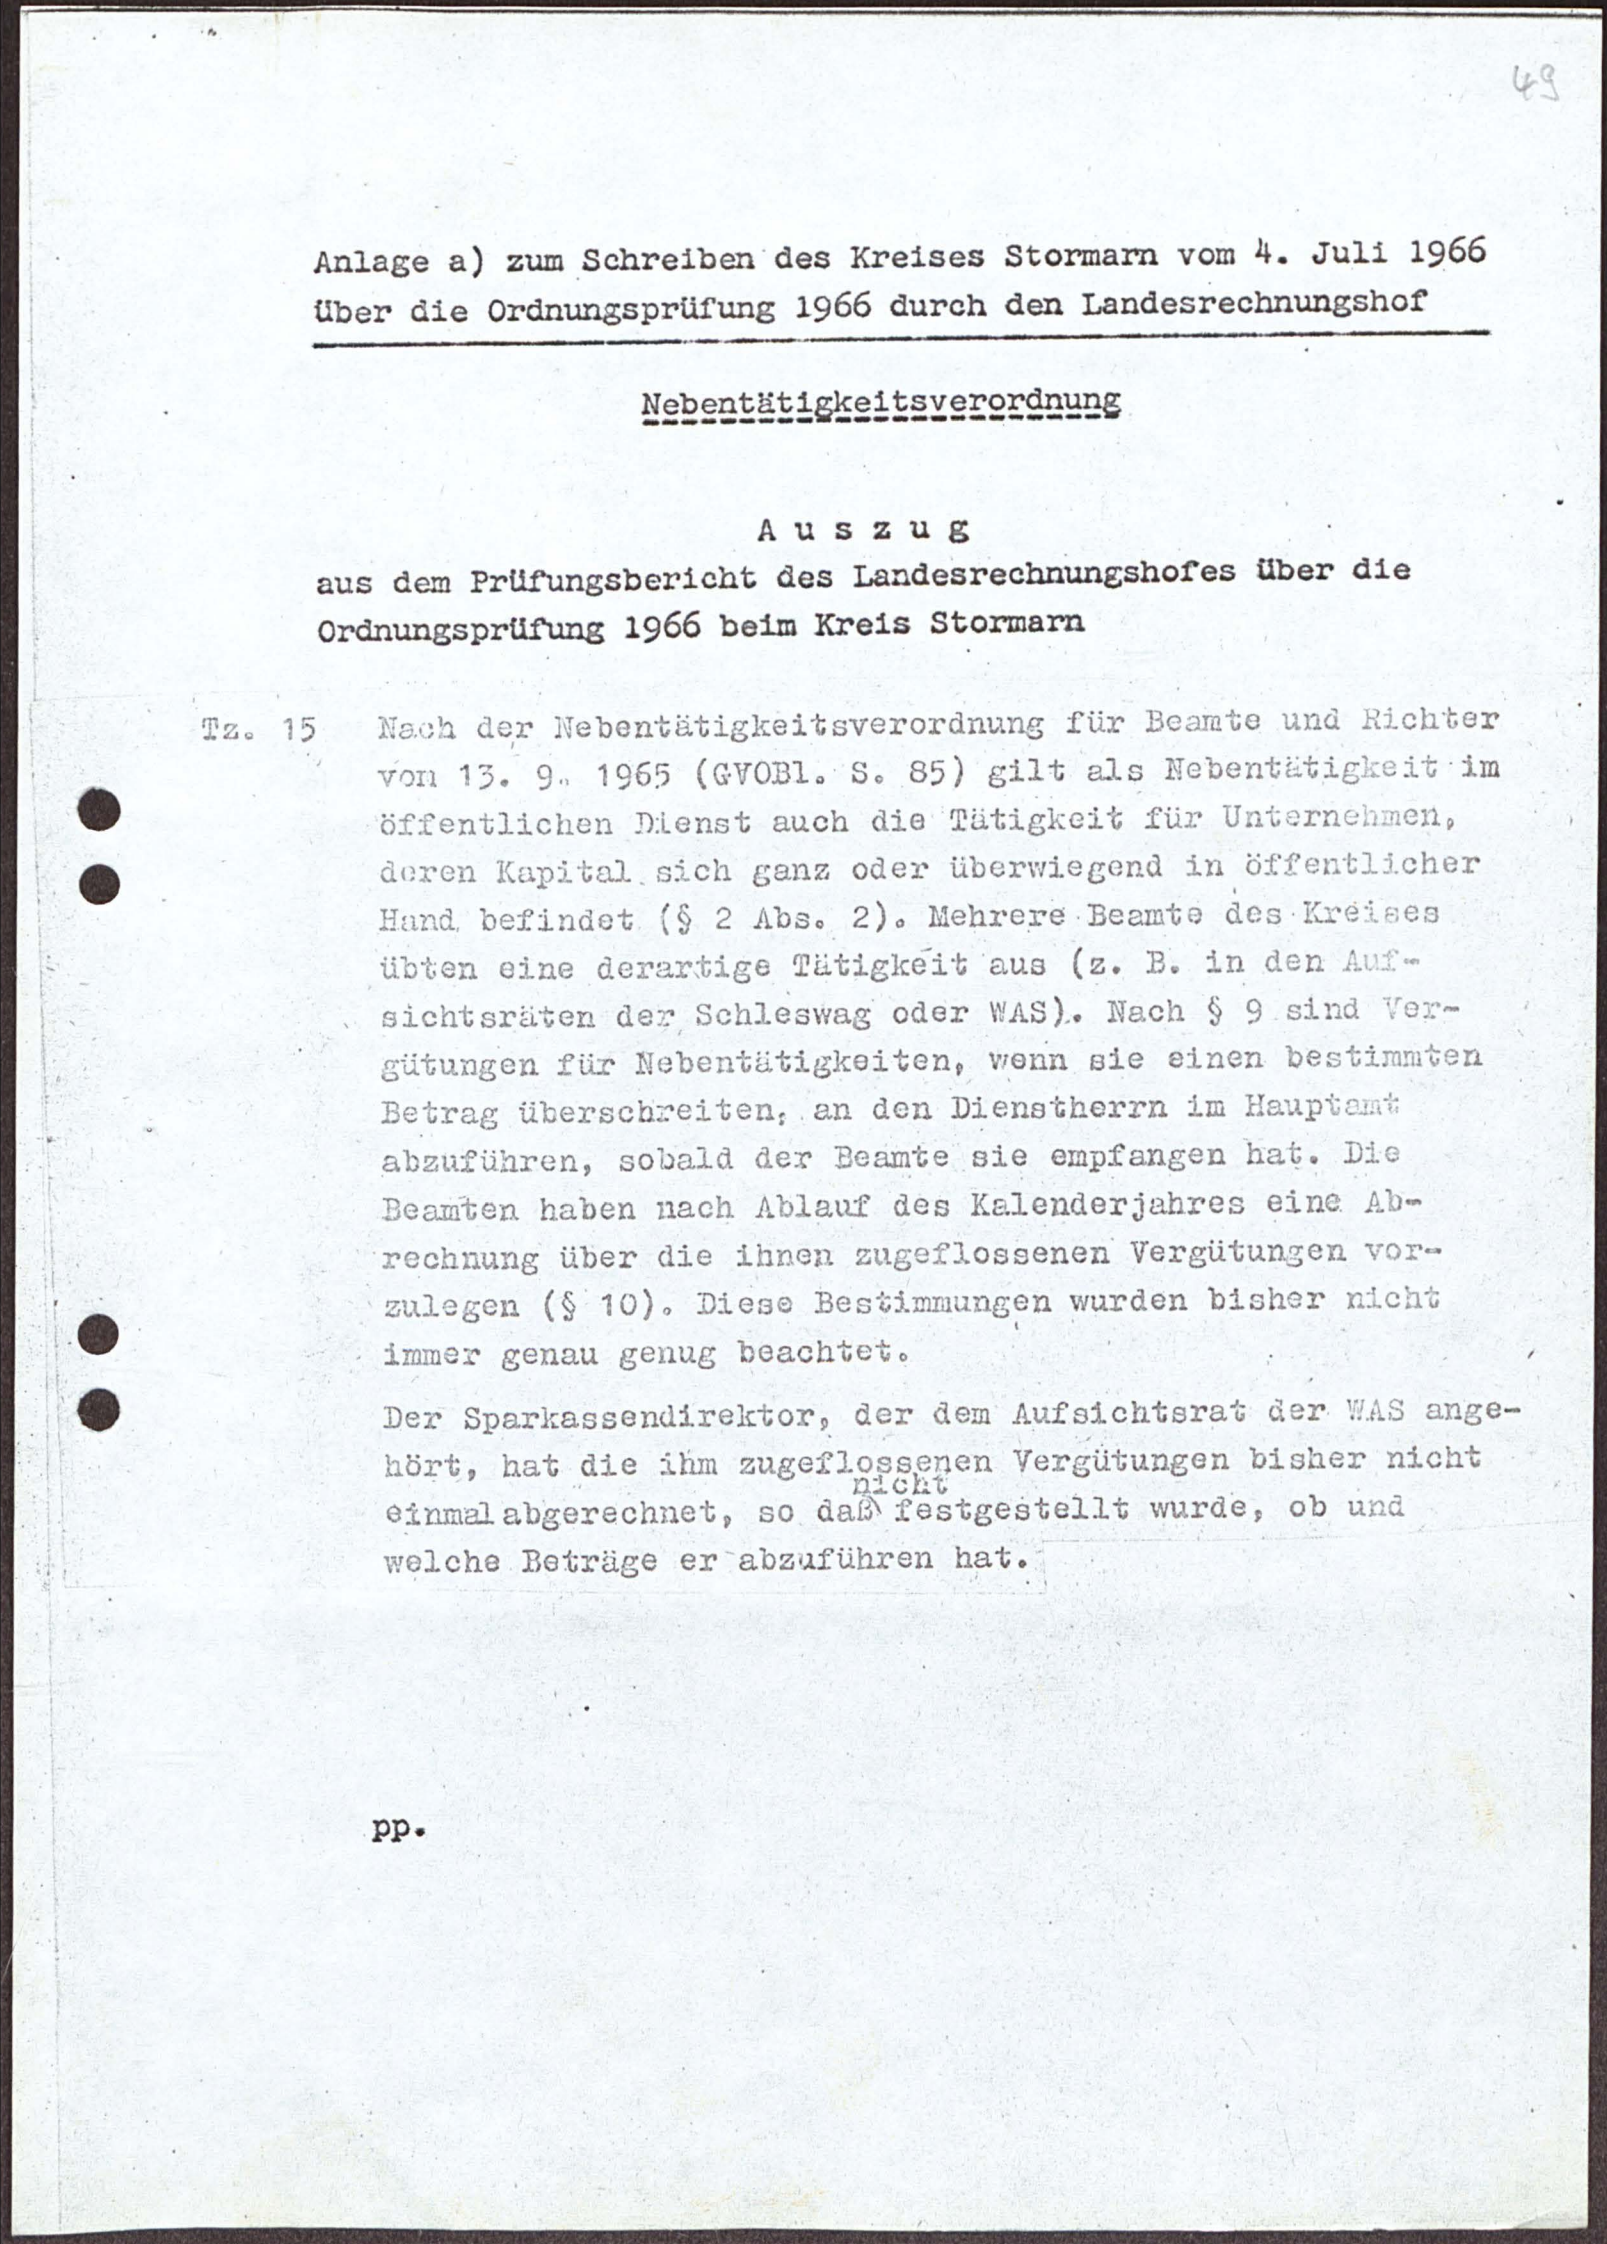 49
Anlage a) zum Schreiben des Kreises Stormarn vom 4. Juli 1966
über die Ordnungsprüfung 1966 durch den Landesrechnungshof
Nebentätigkeitsverordnung
A u s z u g
aus dem Prüfungsbericht des Landesrechnungshofes über die
Ordnungsprüfung 1966 beim Kreis Stormarn
Tz. 15 Nach der Nebentätigkeitsverordnung für Beamte und Richter
von 13. 9. 1965 (GVOBl. S. 85) gilt als Nebentätigkeit im
öffentlichen Dienst auch die Tätigkeit für Unternehmen,
deren Kapital sich ganz oder überwiegend in öffentlicher
Hand befindet (§ 2 Abs. 2). Mehrere Beamte des Kreises
übten eine derartige Tätigkeit aus (z. B. in den Auf-
sichtsräten der Schleswag oder WAS). Nach § 9 sind Ver-
gütungen für Nebentätigkeiten, wenn sie einen bestimmten
Betrag überschreiten, an den Dienstherrn im Hauptamt
abzuführen, sobald der Beamte sie empfangen hat. Die
Beamten haben nach Ablauf des Kalenderjahres eine Ab-
rechnung über die ihnen zugeflossenen Vergütungen vor-
zulegen (§ 10). Diese Bestimmungen wurden bisher nicht
immer genau genug beachtet.
Der Sparkassendirektor, der dem Aufsichtsrat der WAS ange-
hört, hat die ihm zugeflossenen Vergütungen bisher nicht
nicht
einmal abgerechnet, so daß festgestellt wurde, ob und
welche Beträge er abzuführen hat.
pp.